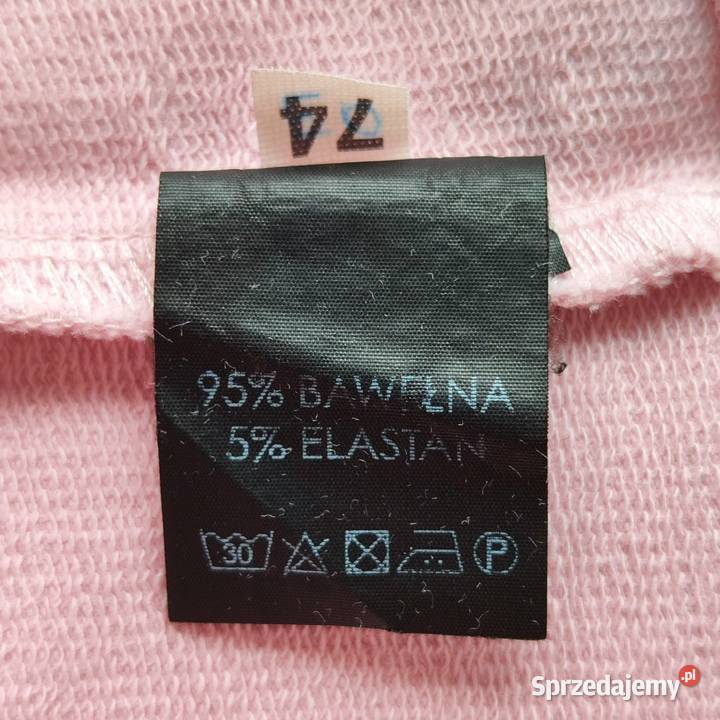 74
95% BAWEŁNA
5% ELASTAN
30 P
Sprzedajemy.pl